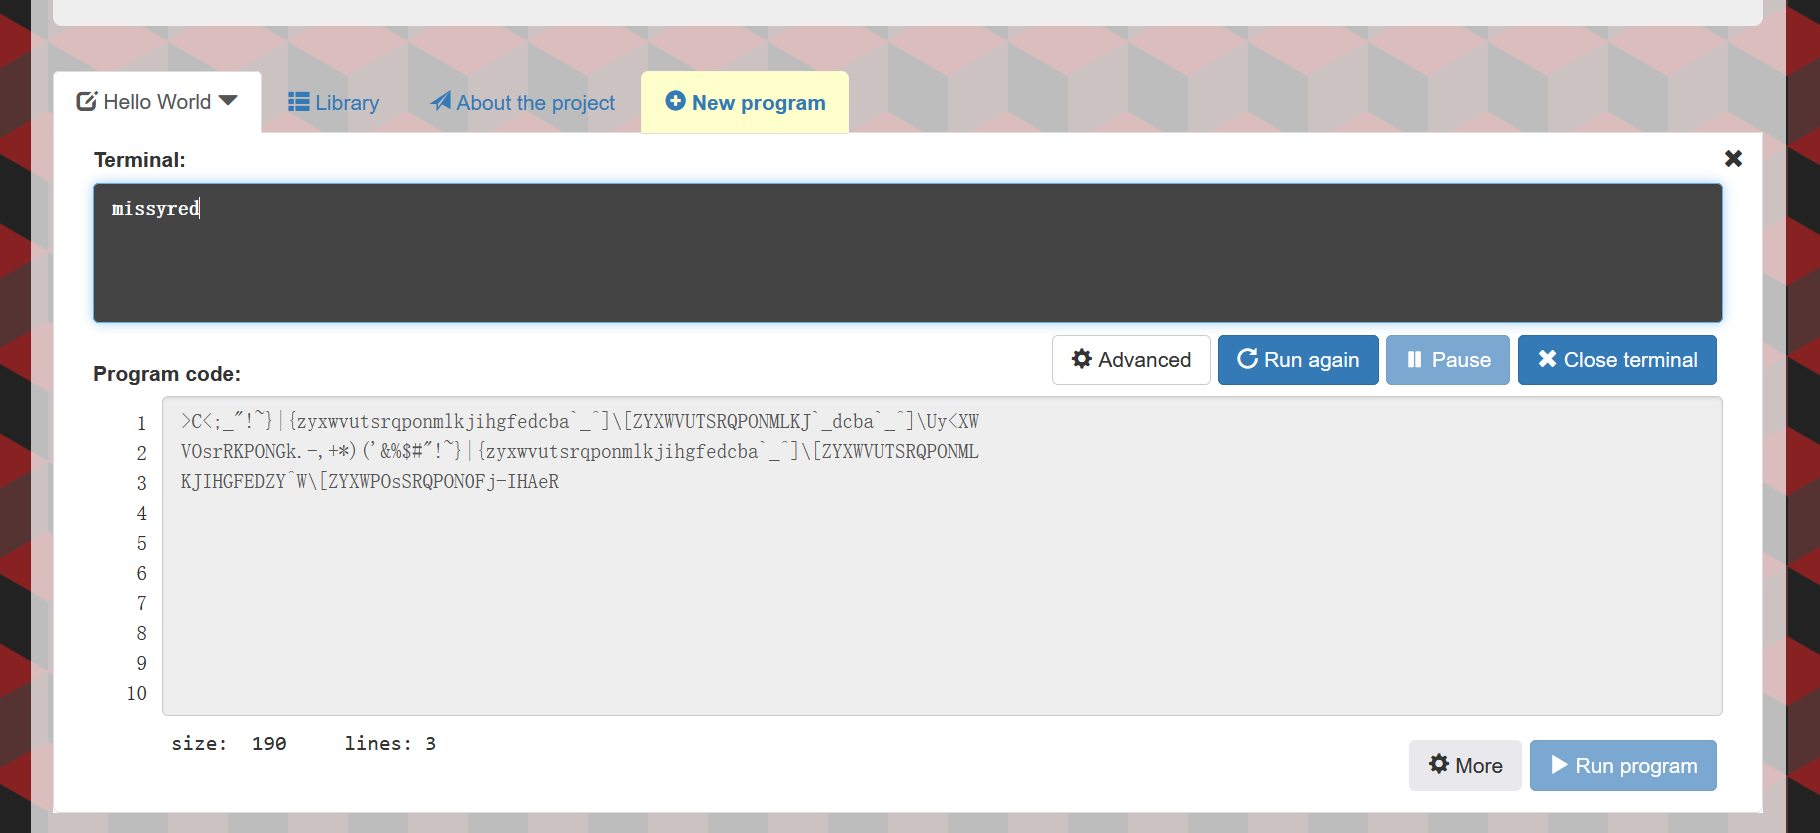 Hello World
Library
About the project
New program
Terminal:
missyred
Advanced
Run again
Pause
Close terminal
Program code:
1 >C<;_"!~}|{zyxwvutsrqponmlkjihgfedcba`_^]\[ZYXWVUTSRQPONMLKJ`_dcba`_^]\Uy<XW
2 VOsrRKPONGk.-,+*)('&%$#"!~}|{zyxwvutsrqponmlkjihgfedcba`_^]\[ZYXWVUTSRQPONML
3 KJIHGFEDZY^W\[ZYXWPOsSRQPONOFj-IHAeR
4
5
6
7
8
9
10
size: 190 lines: 3
More
Run program